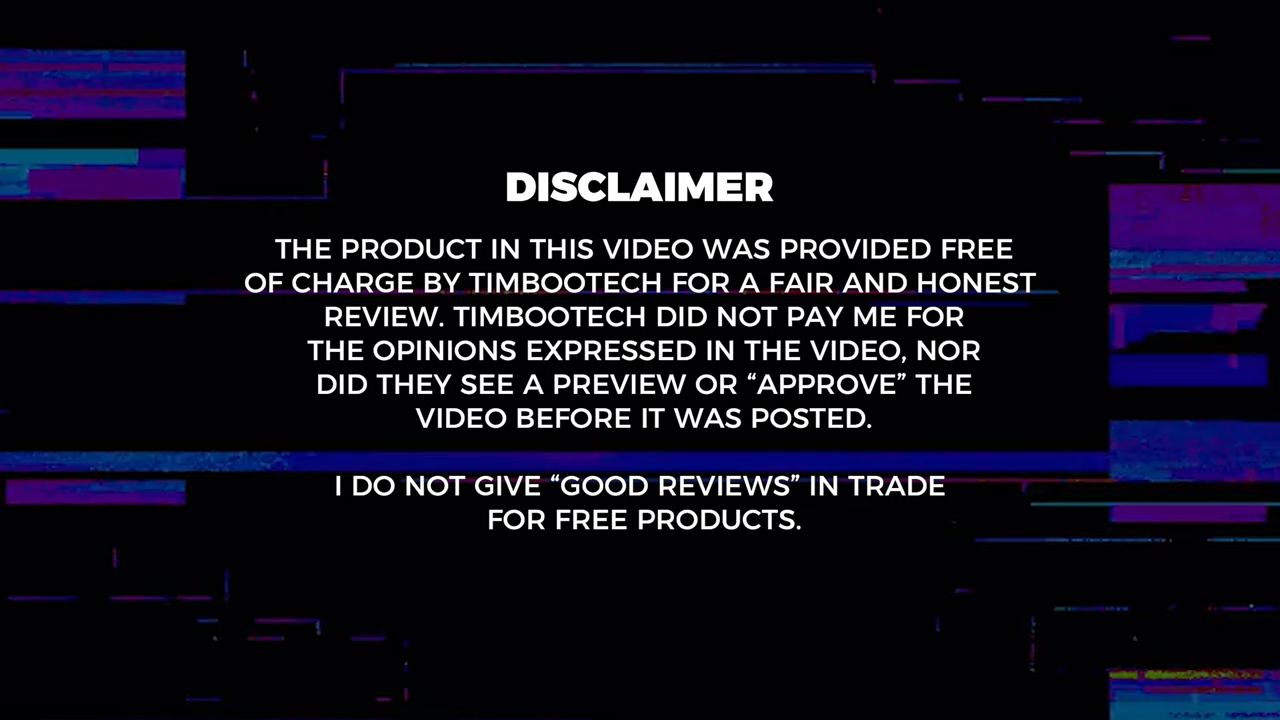 DISCLAIMER
THE PRODUCT IN THIS VIDEO WAS PROVIDED FREE
OF CHARGE BY TIMBOOTECH FOR A FAIR AND HONEST
REVIEW. TIMBOOTECH DID NOT PAY ME FOR
THE OPINIONS EXPRESSED IN THE VIDEO, NOR
DID THEY SEE A PREVIEW OR “APPROVE” THE
VIDEO BEFORE IT WAS POSTED.
I DO NOT GIVE “GOOD REVIEWS” IN TRADE
FOR FREE PRODUCTS.